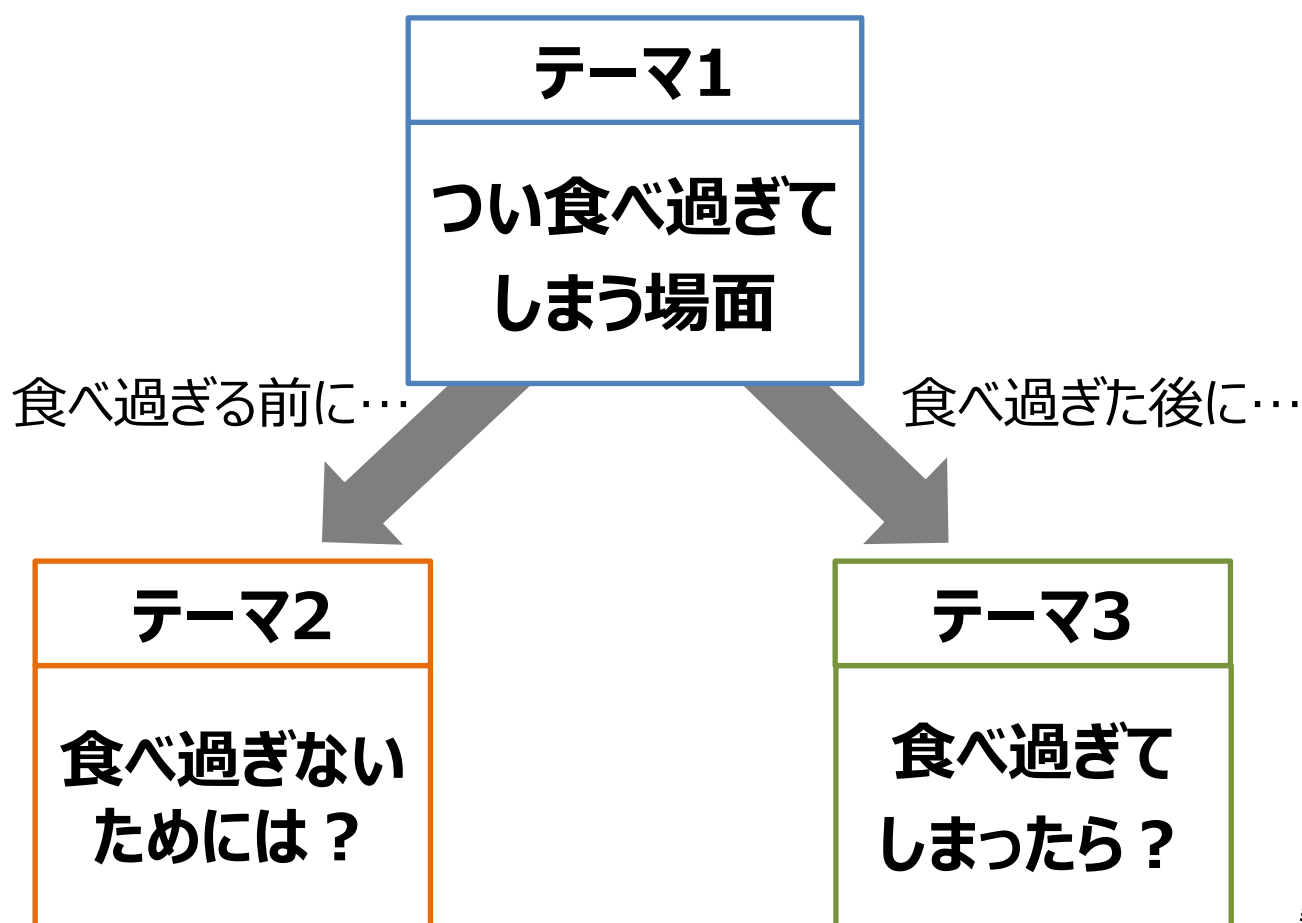 テーマ1
つい食べ過ぎて
しまう場面
食べ過ぎる前に…
食べ過ぎた後に…
テーマ2
食べ過ぎない
ためには？
テーマ3
食べ過ぎて
しまったら？